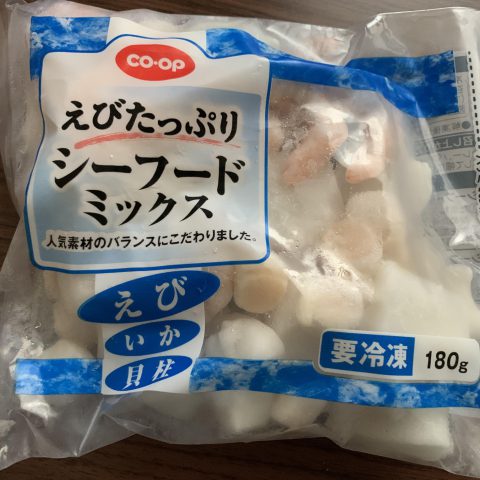 CO・OP
えびたっぷり
シーフード
ミックス
人気素材のバランスにこだわりました。
えび
いか
貝柱
要冷凍 180g